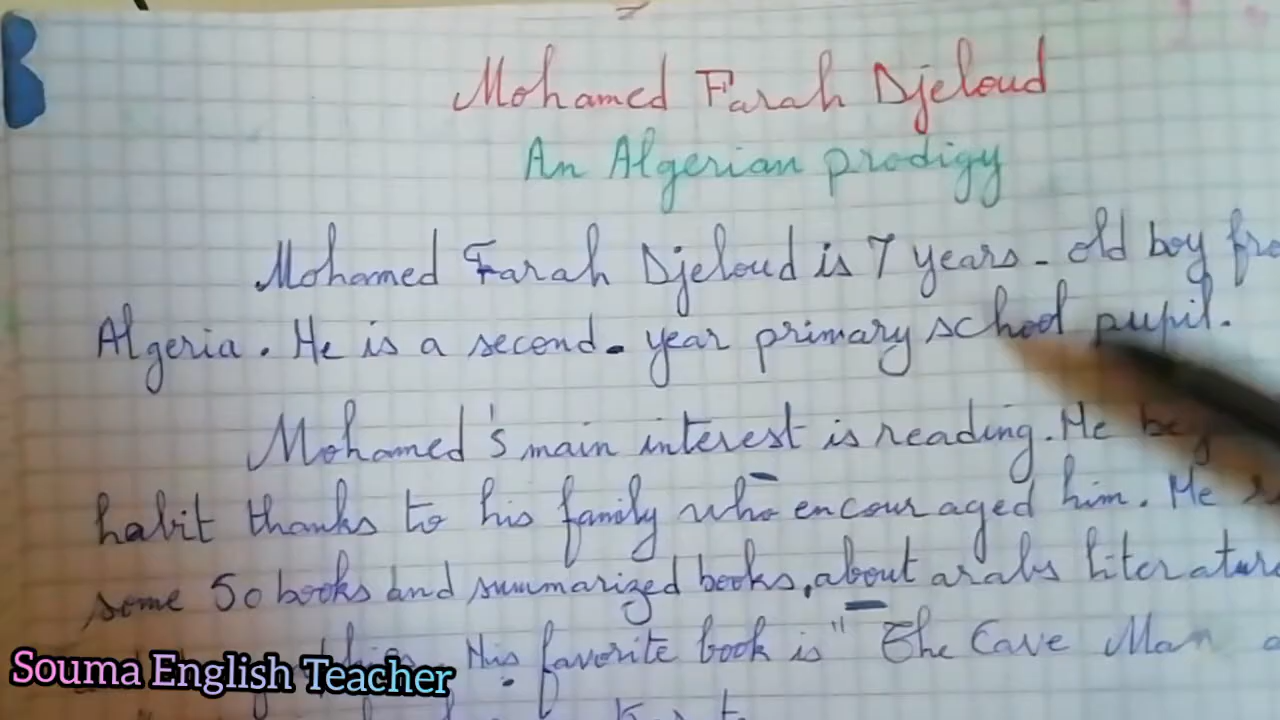 Mohamed Farah Djeloud
An Algerian prodigy
Mohamed Farah Djeloud is 7 years-old boy
Algeria. He is a second-year primary school pupil.
Mohamed's main interest is reading. He
habit thanks to his family who encouraged him. He
some 50 books and summarized books, about arabs literature
His favorite book is "The Cave Man
Souma English Teacher